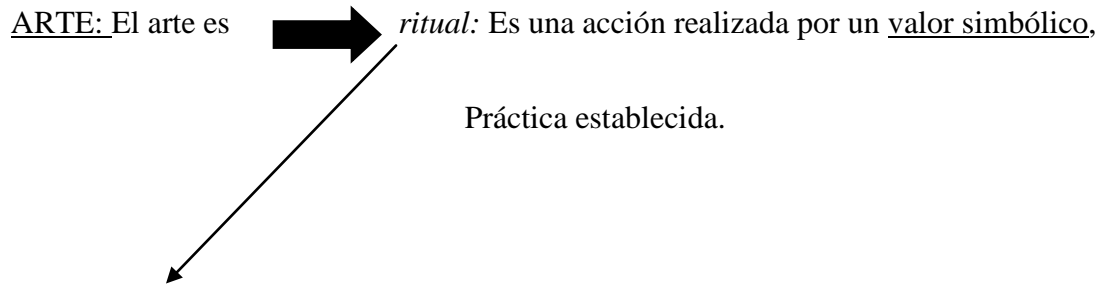 ARTE: El arte es ritual: Es una acción realizada por un valor simbólico,
Práctica establecida.